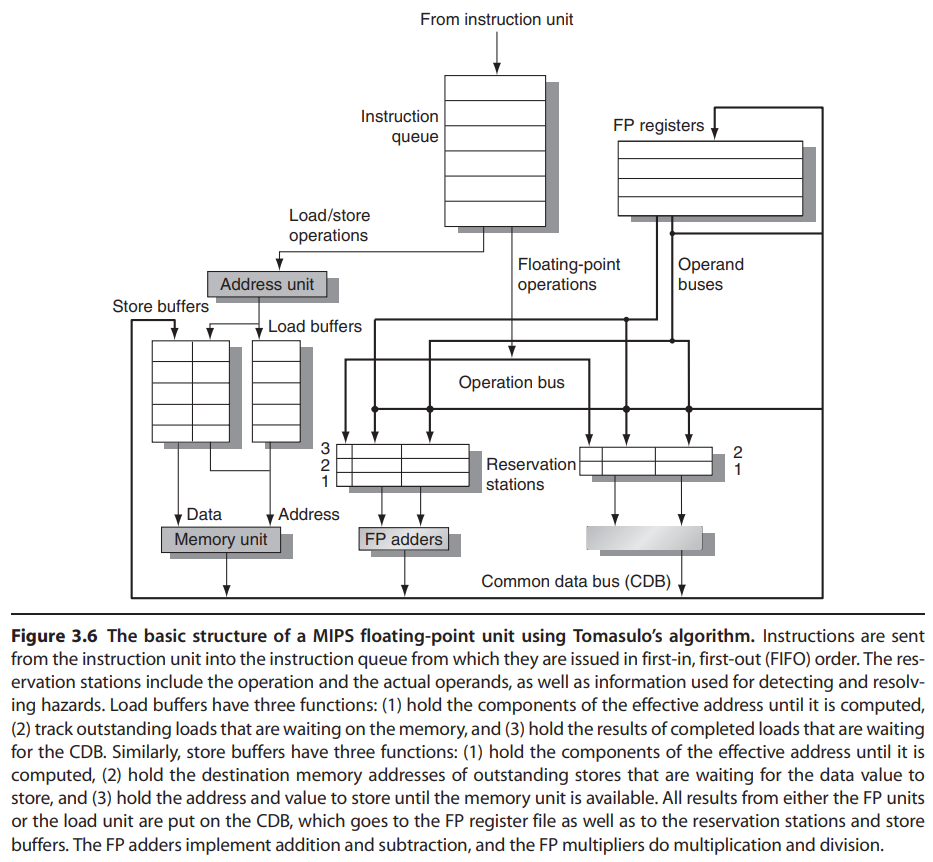 From instruction unit
Instruction
queue
FP registers
Load/store
operations
Floating-point
operations
Operand
buses
Address unit
Store buffers
Load buffers
Operation bus
3
2
1
Reservation
stations
2
1
Data
Address
Memory unit
FP adders
Common data bus (CDB)
Figure 3.6 The basic structure of a MIPS floating-point unit using Tomasulo’s algorithm. Instructions are sent
from the instruction unit into the instruction queue from which they are issued in first-in, first-out (FIFO) order. The res-
ervation stations include the operation and the actual operands, as well as information used for detecting and resolv-
ing hazards. Load buffers have three functions: (1) hold the components of the effective address until it is computed,
(2) track outstanding loads that are waiting on the memory, and (3) hold the results of completed loads that are waiting
for the CDB. Similarly, store buffers have three functions: (1) hold the components of the effective address until it is
computed, (2) hold the destination memory addresses of outstanding stores that are waiting for the data value to
store, and (3) hold the address and value to store until the memory unit is available. All results from either the FP units
or the load unit are put on the CDB, which goes to the FP register file as well as to the reservation stations and store
buffers. The FP adders implement addition and subtraction, and the FP multipliers do multiplication and division.